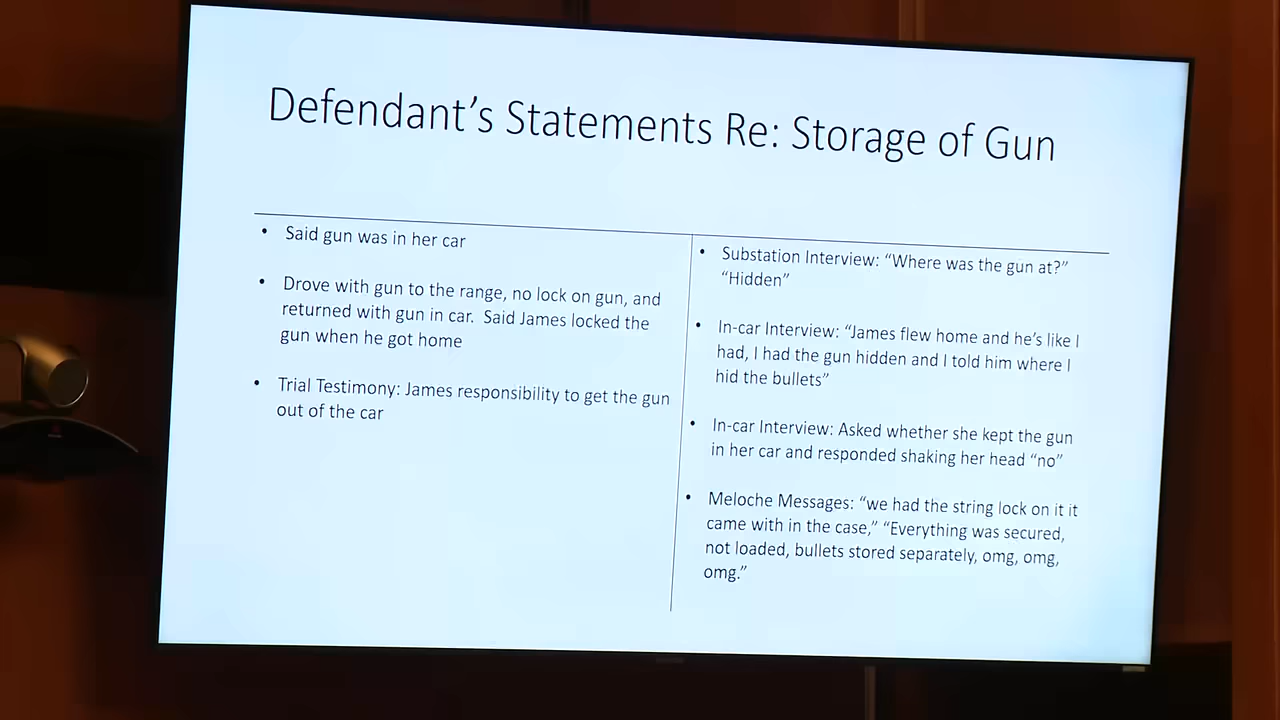 Defendant’s Statements Re: Storage of Gun
• Said gun was in her car
• Drove with gun to the range, no lock on gun, and
returned with gun in car. Said James locked the
gun when he got home
• Trial Testimony: James responsibility to get the gun
out of the car
• Substation Interview: “Where was the gun at?”
“Hidden”
• In-car Interview: “James flew home and he’s like I
had, I had the gun hidden and I told him where I
hid the bullets”
• In-car Interview: Asked whether she kept the gun
in her car and responded shaking her head “no”
• Meloche Messages: “we had the string lock on it it
came with in the case,” “Everything was secured,
not loaded, bullets stored separately, omg, omg,
omg.”